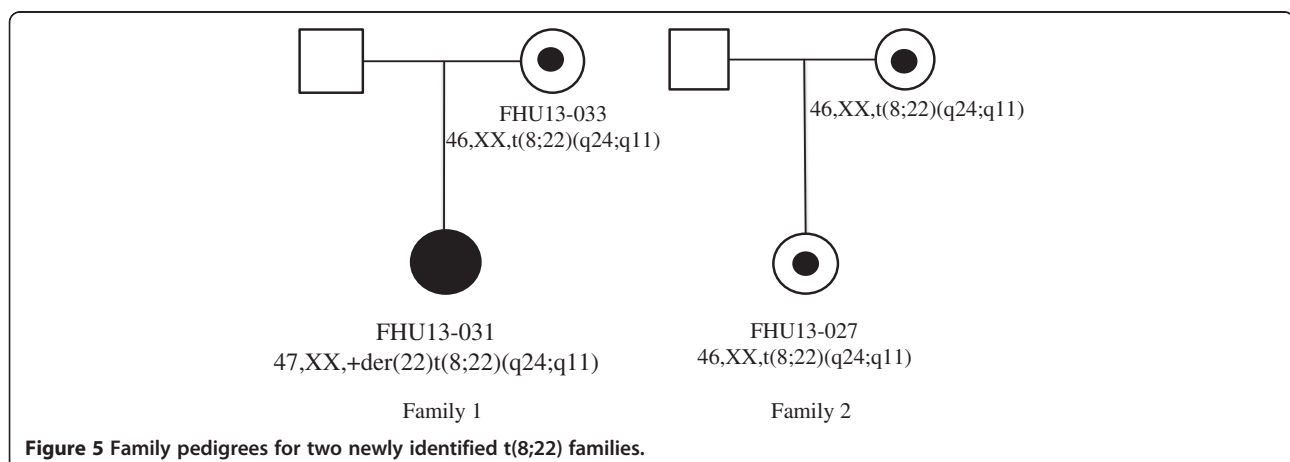 FHU13-033
46,XX,t(8;22)(q24;q11)
46,XX,t(8;22)(q24;q11)
FHU13-031
47,XX,+der(22)t(8;22)(q24;q11)
FHU13-027
46,XX,t(8;22)(q24;q11)
Family 1
Family 2
Figure 5 Family pedigrees for two newly identified t(8;22) families.